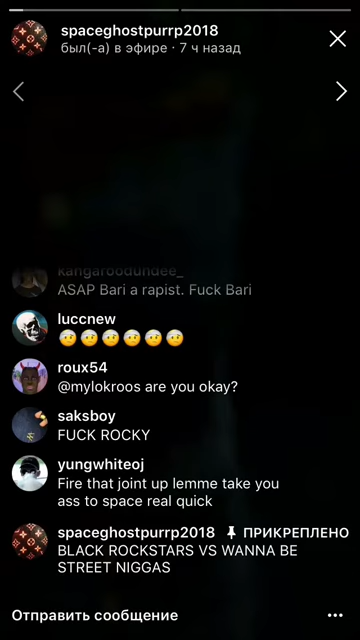 spaceghostpurrp2018
был(-а) в эфире · 7 ч назад
kangaroodundee_
ASAP Bari a rapist. Fuck Bari
luccnew
🤕🤕🤕🤕🤕🤕
roux54
@mylokroos are you okay?
saksboy
FUCK ROCKY
yungwhiteoj
Fire that joint up lemme take you
ass to space real quick
spaceghostpurrp2018 ПРИКРЕПЛЕНО
BLACK ROCKSTARS VS WANNA BE
STREET NIGGAS
Отправить сообщение